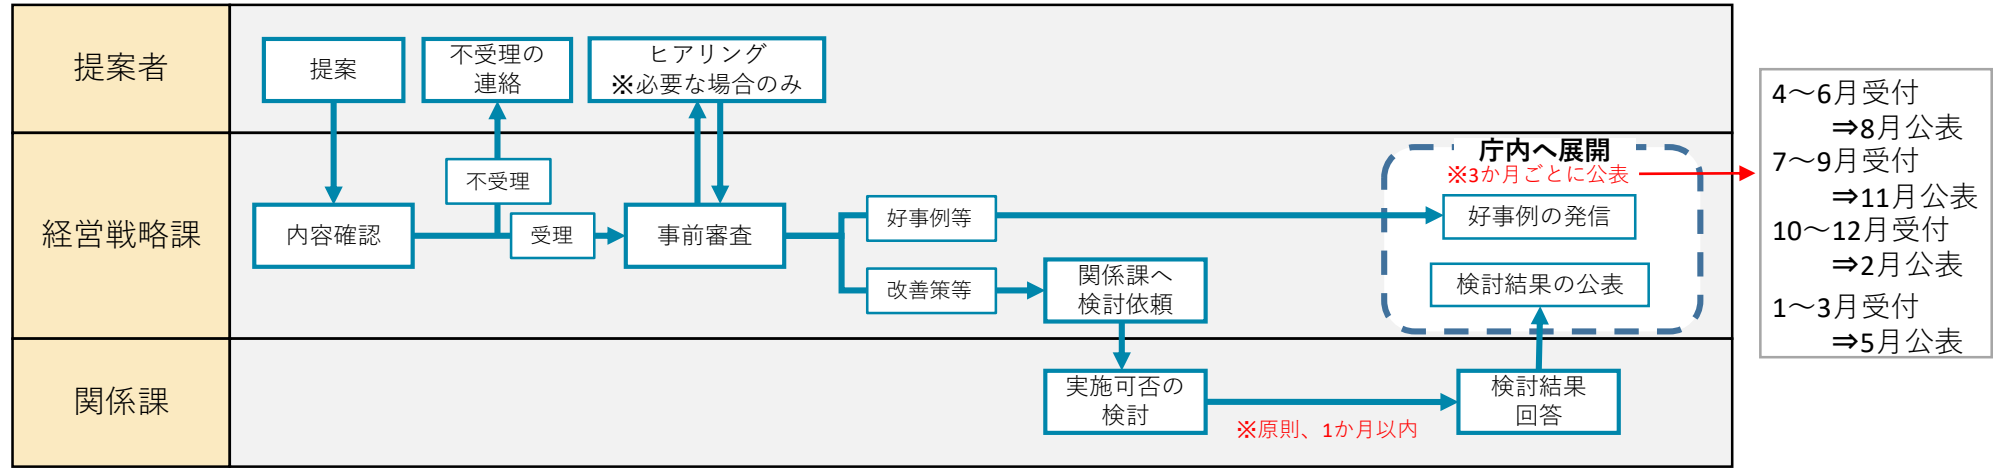 提案者
提案
不受理の
連絡
ヒアリング
※必要な場合のみ
経営戦略課
内容確認
不受理
受理
事前審査
好事例等
改善策等
関係課へ
検討依頼
庁内へ展開
※3か月ごとに公表
好事例の発信
検討結果の公表
関係課
実施可否の
検討
※原則、1か月以内
検討結果
回答
4～6月受付
⇒8月公表
7～9月受付
⇒11月公表
10～12月受付
⇒2月公表
1～3月受付
⇒5月公表